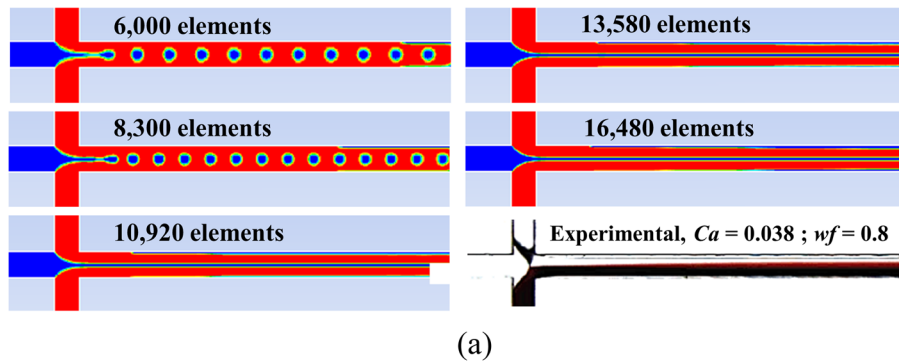 6,000 elements
13,580 elements
8,300 elements
16,480 elements
10,920 elements
Experimental, Ca = 0.038 ; wf = 0.8
(a)